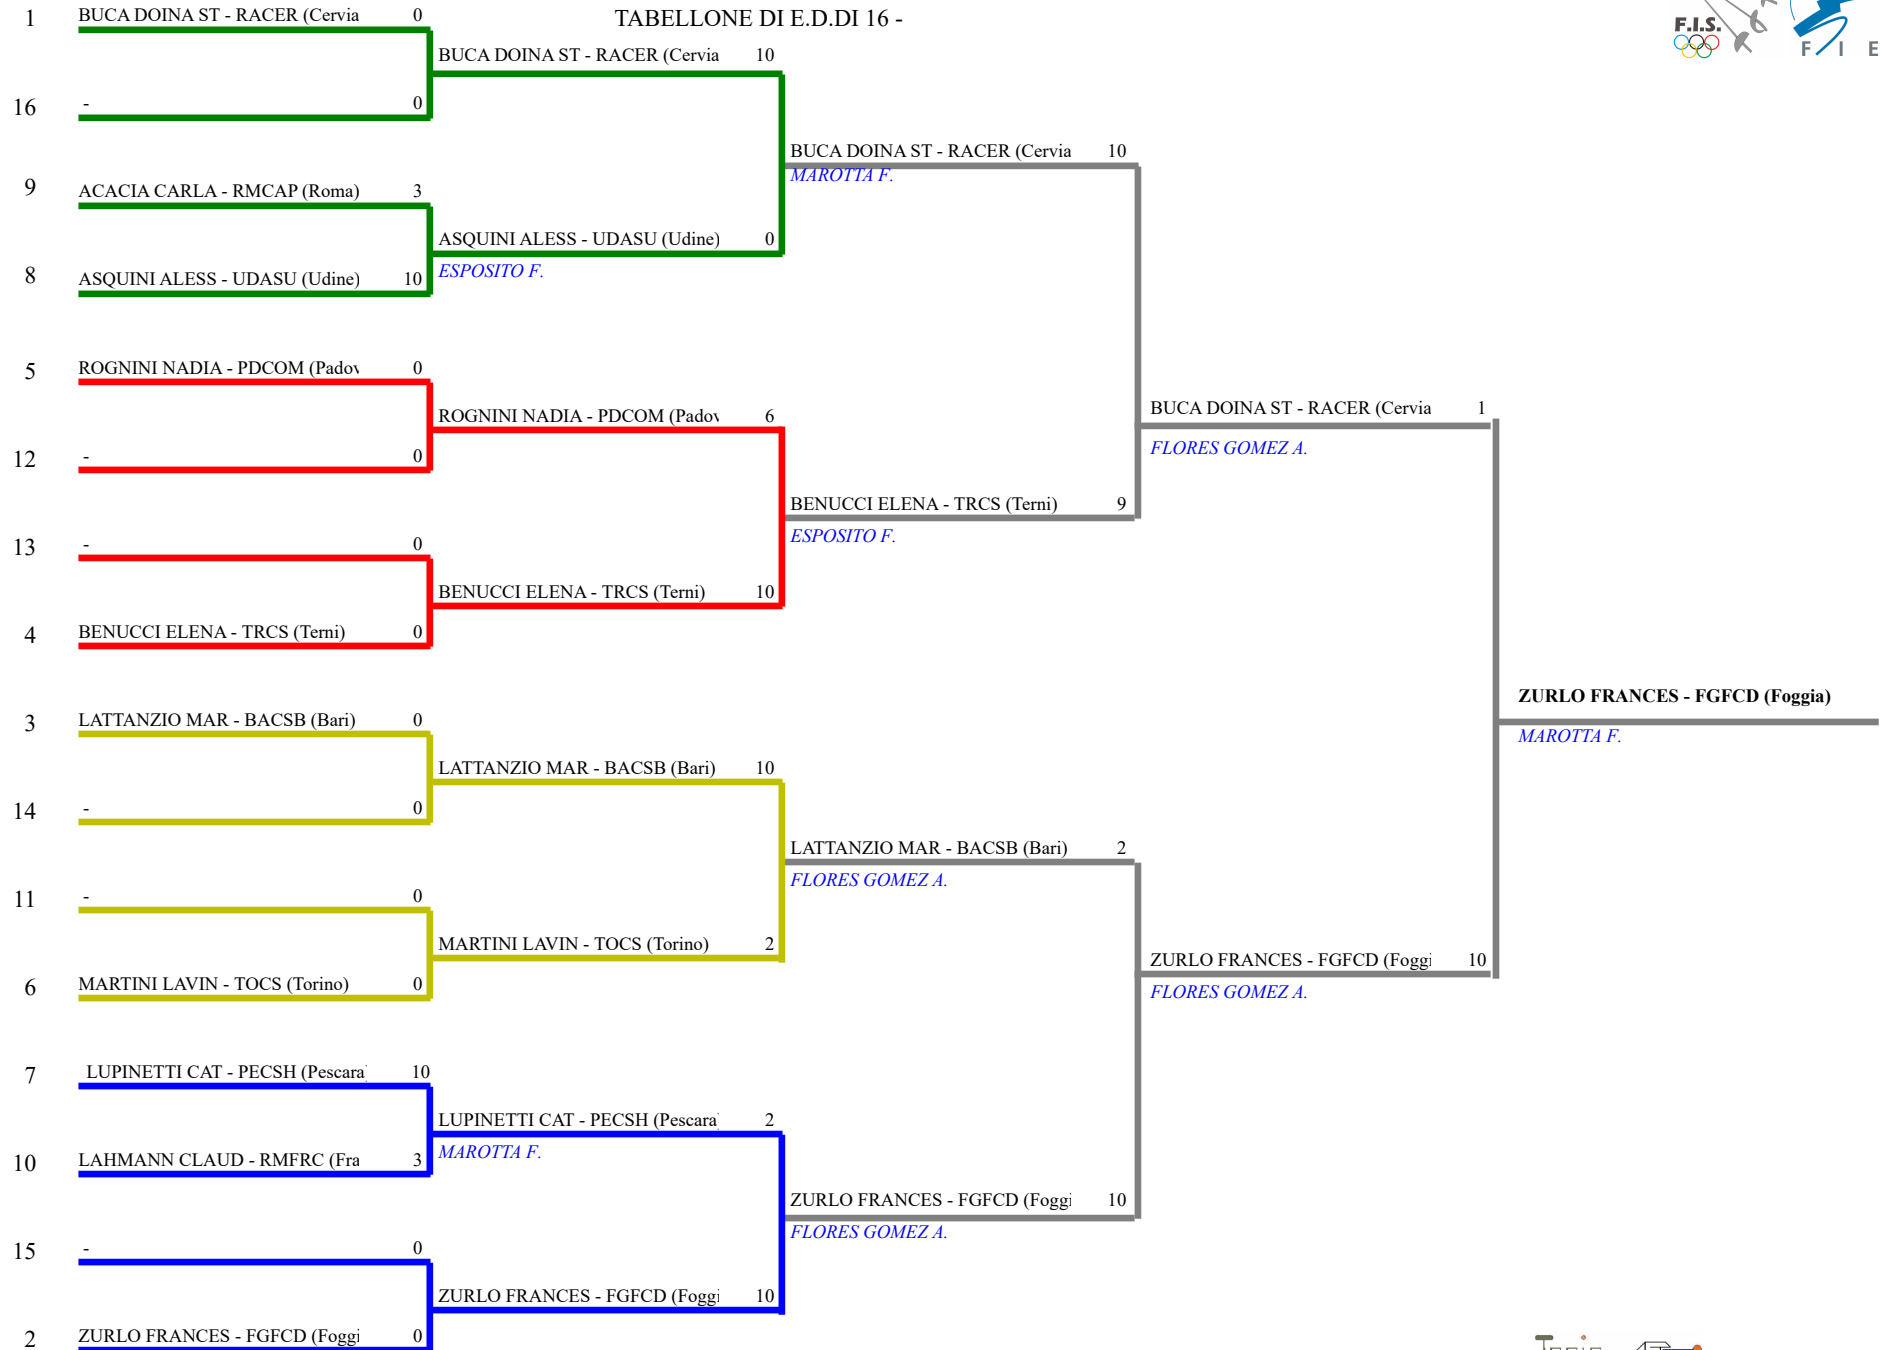 TABELLONE DI E.D.DI 16 -
F.I.S.
F I E
1 BUCA DOINA ST - RACER (Cervia 0
BUCA DOINA ST - RACER (Cervia 10
16 - 0
BUCA DOINA ST - RACER (Cervia 10
MAROTTA F.
9 ACACIA CARLA - RMCAP (Roma) 3
ASQUINI ALESS - UDASU (Udine) 0
ESPOSITO F.
8 ASQUINI ALESS - UDASU (Udine) 10
5 ROGNINI NADIA - PDCOM (Padov 0
BUCA DOINA ST - RACER (Cervia 1
FLORES GOMEZ A.
ROGNINI NADIA - PDCOM (Padov 6
12 - 0
BENUCCI ELENA - TRCS (Terni) 9
ESPOSITO F.
13 - 0
BENUCCI ELENA - TRCS (Terni) 10
4 BENUCCI ELENA - TRCS (Terni) 0
ZURLO FRANCES - FGFCD (Foggia)
MAROTTA F.
3 LATTANZIO MAR - BACSB (Bari) 0
LATTANZIO MAR - BACSB (Bari) 10
14 - 0
LATTANZIO MAR - BACSB (Bari) 2
FLORES GOMEZ A.
11 - 0
MARTINI LAVIN - TOCS (Torino) 2
ZURLO FRANCES - FGFCD (Foggi 10
FLORES GOMEZ A.
6 MARTINI LAVIN - TOCS (Torino) 0
7 LUPINETTI CAT - PECSH (Pescara 10
LUPINETTI CAT - PECSH (Pescara 2
MAROTTA F.
10 LAHMANN CLAUD - RMFRC (Fra 3
ZURLO FRANCES - FGFCD (Foggi 10
FLORES GOMEZ A.
15 - 0
ZURLO FRANCES - FGFCD (Foggi 10
2 ZURLO FRANCES - FGFCD (Foggi 0